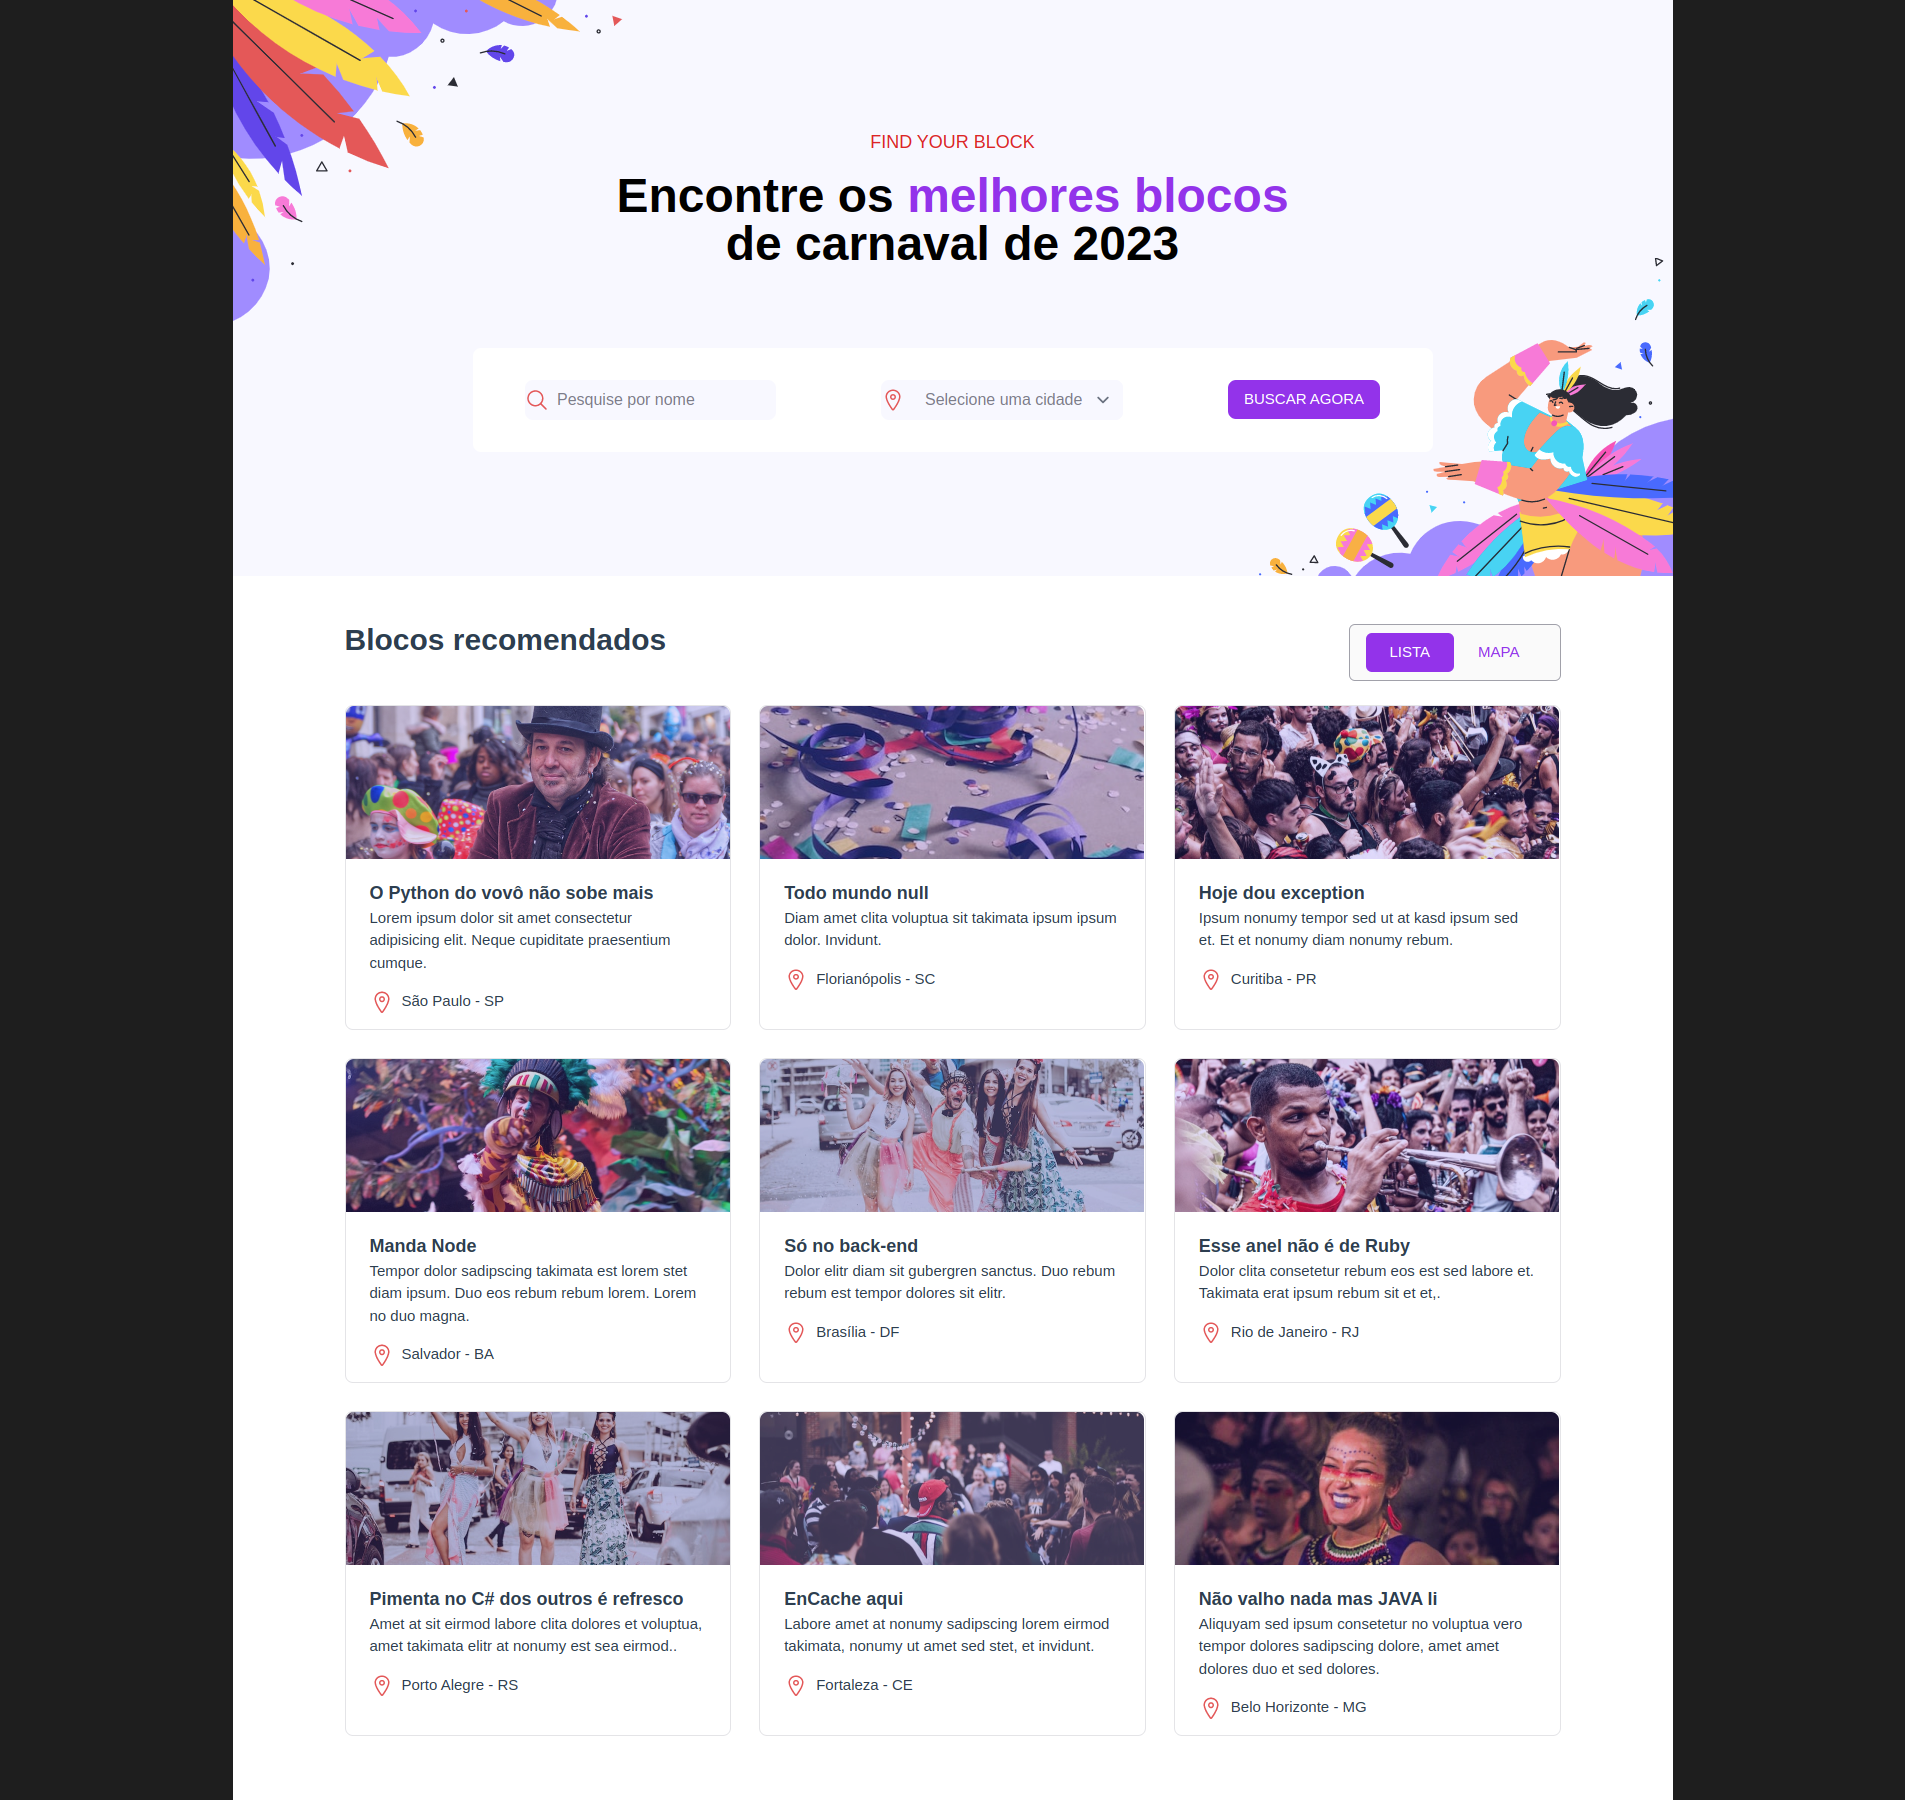 FIND YOUR BLOCK
Encontre os melhores blocos
de carnaval de 2023
Pesquise por nome
Selecione uma cidade
BUSCAR AGORA
Blocos recomendados
LISTA
MAPA
O Python do vovô não sobe mais
Lorem ipsum dolor sit amet consectetur
adipisicing elit. Neque cupiditate praesentium
cumque.
São Paulo - SP
Todo mundo null
Diam amet clita voluptua sit takimata ipsum ipsum
dolor. Invidunt.
Florianópolis - SC
Hoje dou exception
Ipsum nonumy tempor sed ut at kasd ipsum sed
et. Et et nonumy diam nonumy rebum.
Curitiba - PR
Manda Node
Tempor dolor sadipscing takimata est lorem stet
diam ipsum. Duo eos rebum rebum lorem. Lorem
no duo magna.
Salvador - BA
Só no back-end
Dolor elitr diam sit gubergren sanctus. Duo rebum
rebum est tempor dolores sit elitr.
Brasília - DF
Esse anel não é de Ruby
Dolor clita consetetur rebum eos est sed labore et.
Takimata erat ipsum rebum sit et et,.
Rio de Janeiro - RJ
Pimenta no C# dos outros é refresco
Amet at sit eirmod labore clita dolores et voluptua,
amet takimata elitr at nonumy est sea eirmod..
Porto Alegre - RS
EnCache aqui
Labore amet at nonumy sadipscing lorem eirmod
takimata, nonumy ut amet sed stet, et invidunt.
Fortaleza - CE
Não valho nada mas JAVA li
Aliquyam sed ipsum consetetur no voluptua vero
tempor dolores sadipscing dolore, amet amet
dolores duo et sed dolores.
Belo Horizonte - MG